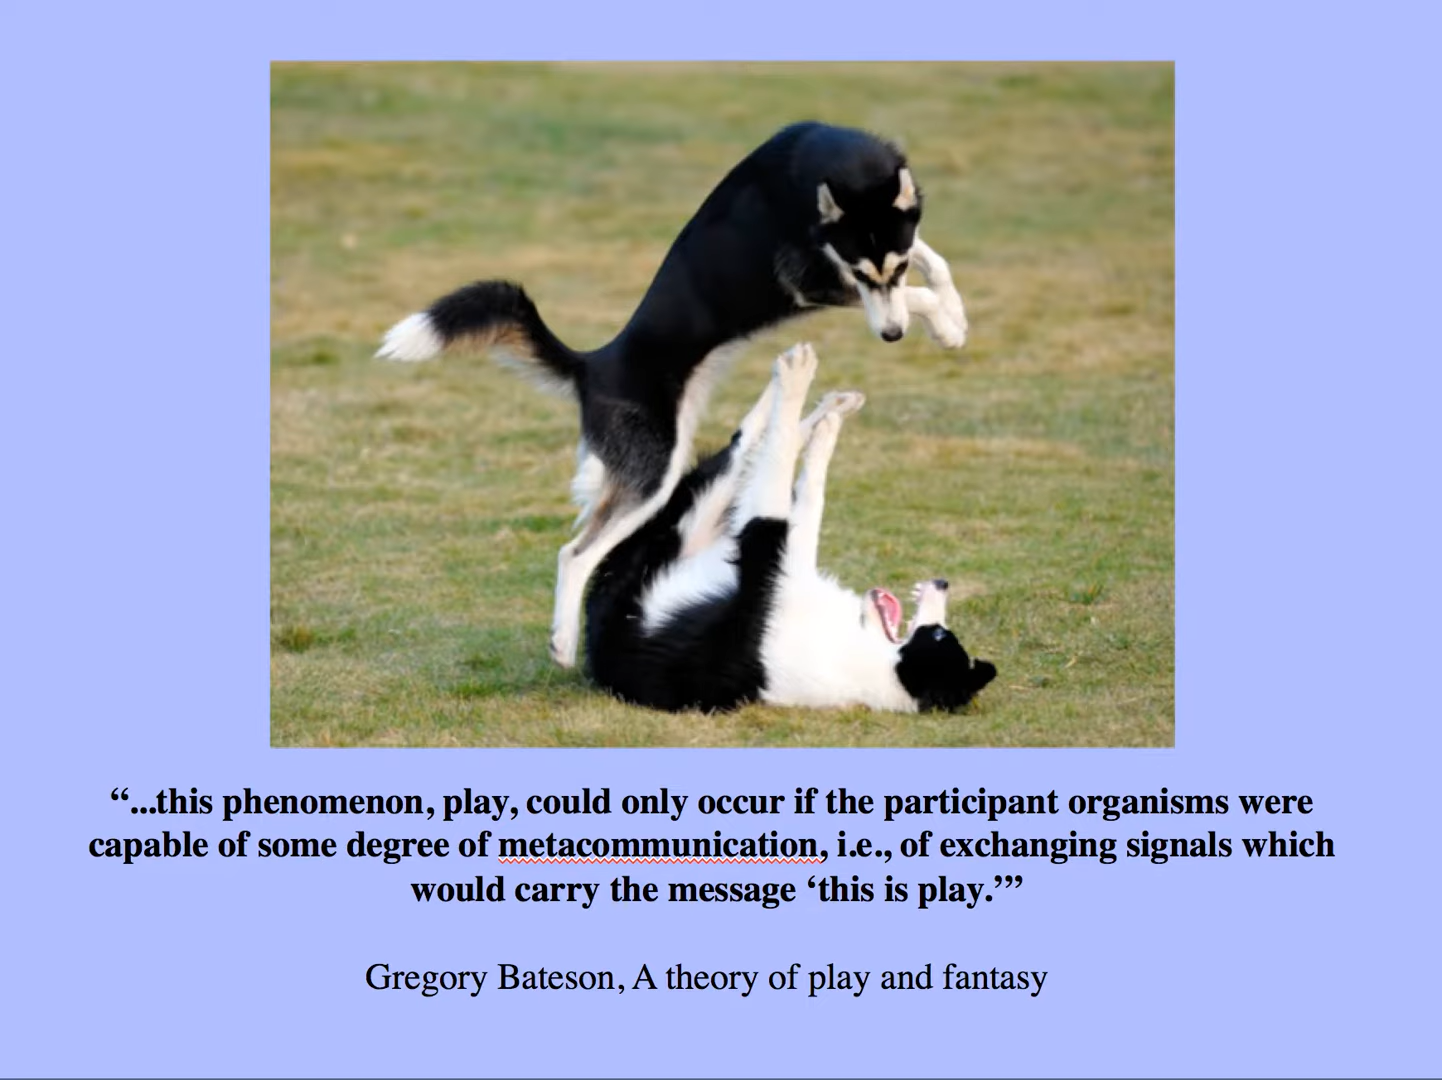 “...this phenomenon, play, could only occur if the participant organisms were
capable of some degree of metacommunication, i.e., of exchanging signals which
would carry the message ‘this is play.’”
Gregory Bateson, A theory of play and fantasy